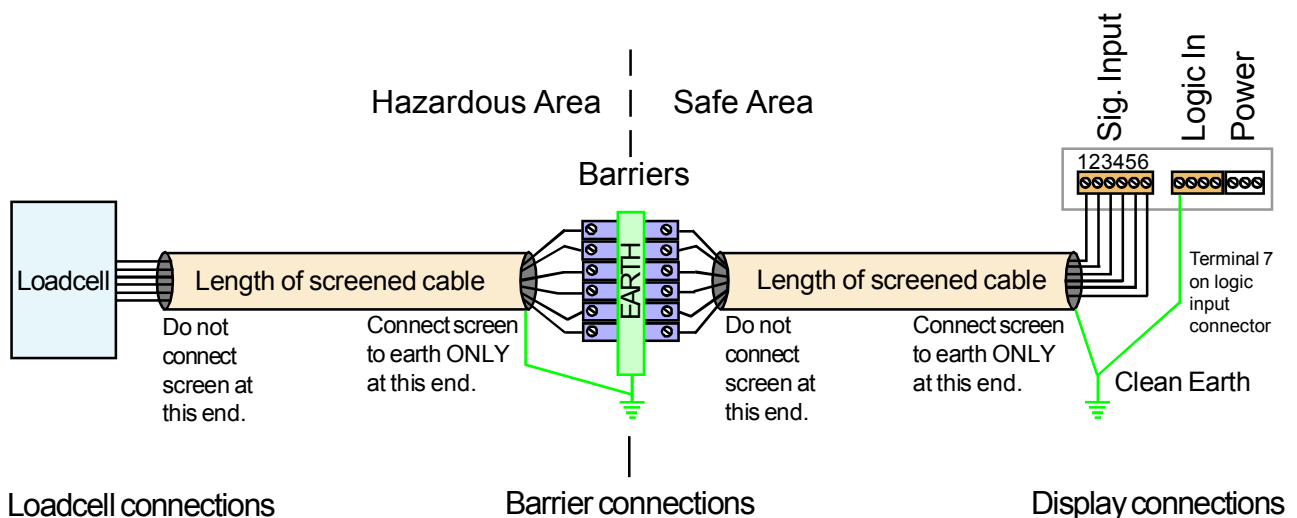 Hazardous Area
Safe Area
Barriers
Sig. Input
Logic In
Power
123456
Loadcell
Length of screened cable
EARTH
Length of screened cable
Terminal 7
on logic
input
connector
Do not
connect
screen at
this end.
Connect screen
to earth ONLY
at this end.
Do not
connect
screen at
this end.
Connect screen
to earth ONLY
at this end.
Clean Earth
Loadcell connections
Barrier connections
Display connections